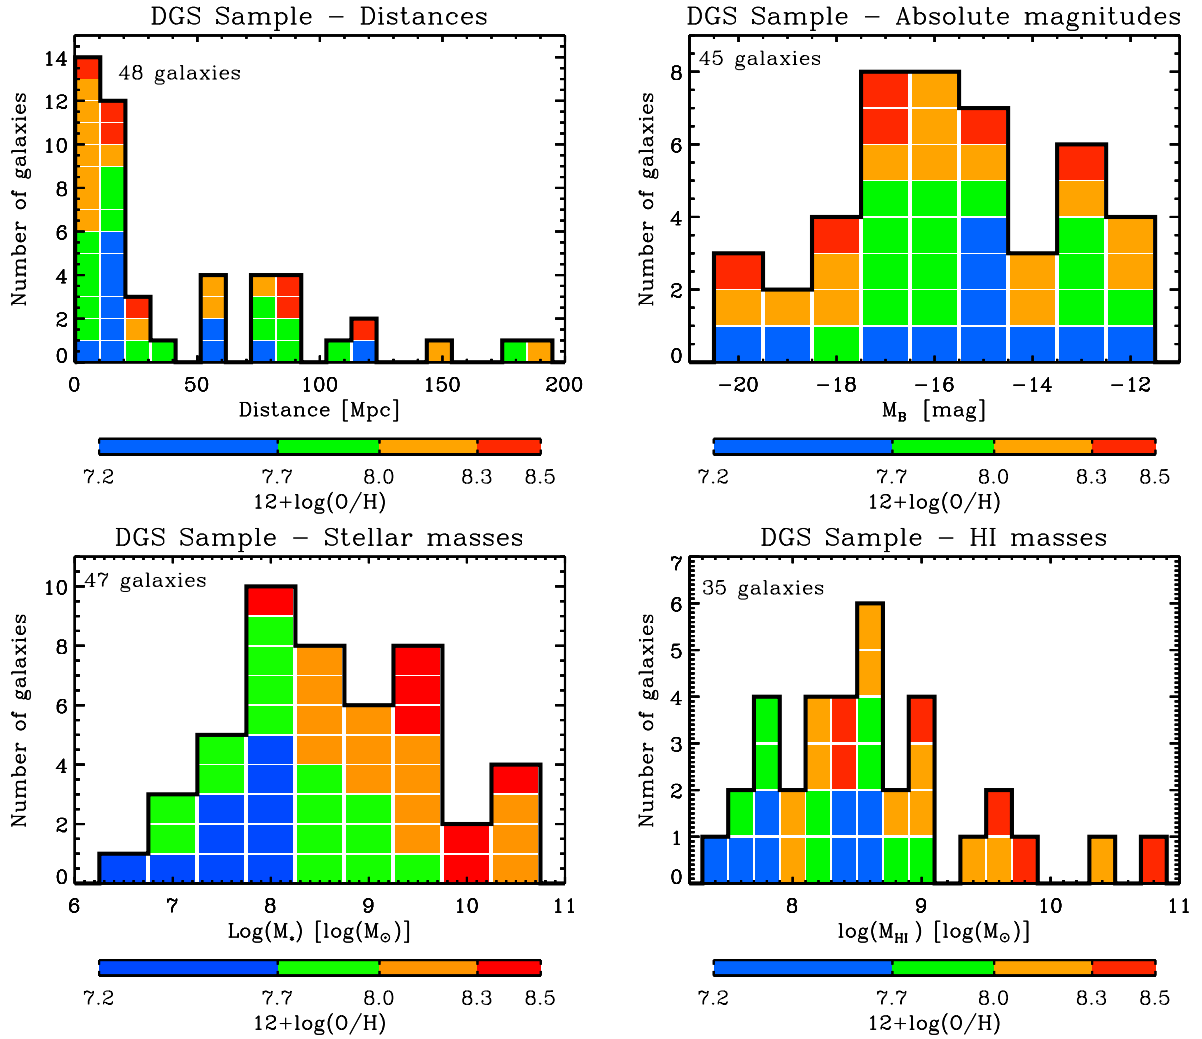 DGS Sample − Distances
48 galaxies
Number of galaxies
14
12
10
8
6
4
2
0
0 50 100 150 200
Distance [Mpc]
7.2 7.7 8.0 8.3 8.5
12+log(O/H)
DGS Sample − Absolute magnitudes
45 galaxies
Number of galaxies
8
6
4
2
0
−20 −18 −16 −14 −12
M_B [mag]
7.2 7.7 8.0 8.3 8.5
12+log(O/H)
DGS Sample − Stellar masses
47 galaxies
Number of galaxies
10
8
6
4
2
0
6 7 8 9 10 11
Log(M⋆) [log(M⊙)]
7.2 7.7 8.0 8.3 8.5
12+log(O/H)
DGS Sample − HI masses
35 galaxies
Number of galaxies
7
6
5
4
3
2
1
0
8 9 10 11
log(M_HI) [log(M⊙)]
7.2 7.7 8.0 8.3 8.5
12+log(O/H)